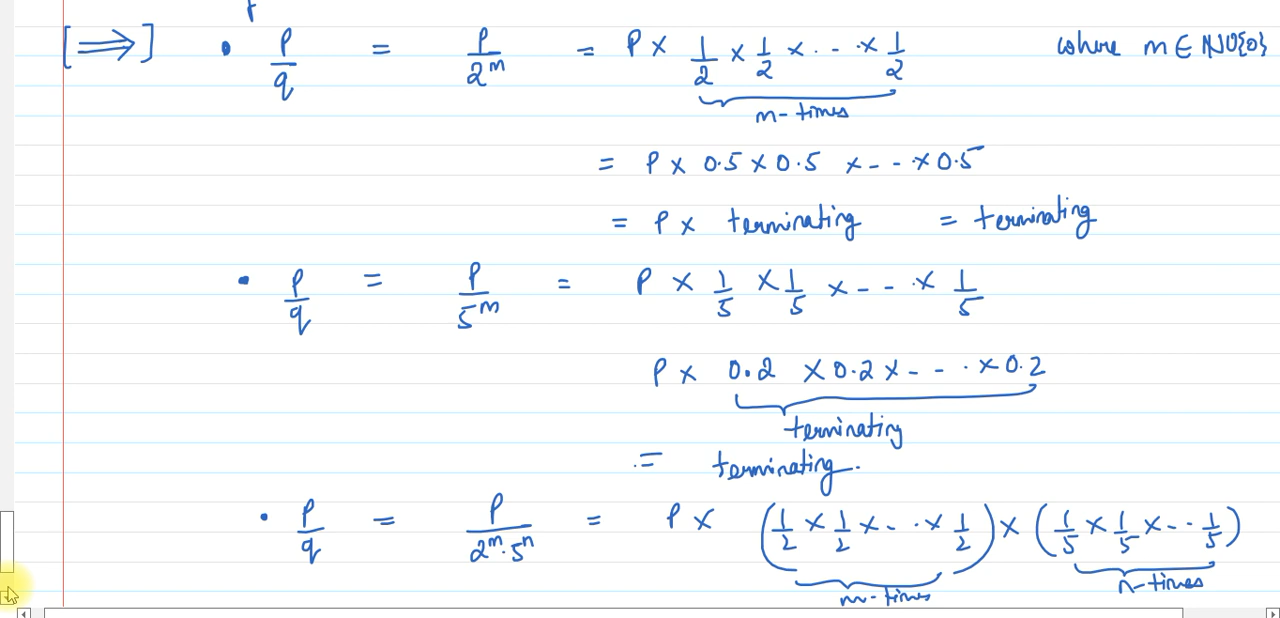 [⟹] • p/q = p/2^m = p × 1/2 × 1/2 × ... × 1/2 where m ∈ ℕ∪{0}
m-times
= p × 0.5 × 0.5 × - - × 0.5
= p × terminating = terminating
• p/q = p/5^m = p × 1/5 × 1/5 × - - × 1/5
p × 0.2 × 0.2 × - - . × 0.2
terminating
= terminating.
• p/q = p/2^m·5^n = p × (1/2 × 1/2 × - · × 1/2) × (1/5 × 1/5 × - - 1/5)
m-times n-times